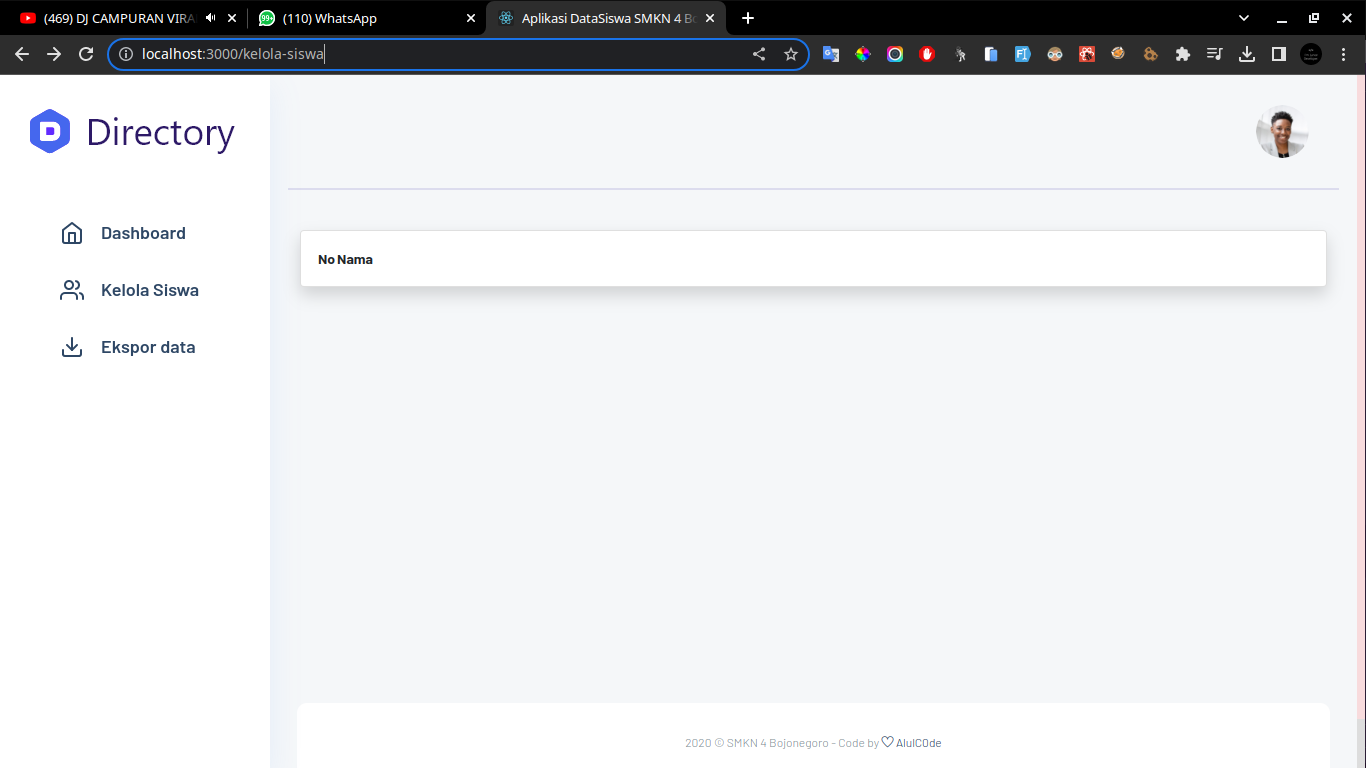 (469) DJ CAMPURAN VIRA
(110) WhatsApp
Aplikasi DataSiswa SMKN 4 Bo
localhost:3000/kelola-siswa
Directory
Dashboard
Kelola Siswa
Ekspor data
No Nama
2020 © SMKN 4 Bojonegoro - Code by ♡ AlulC0de